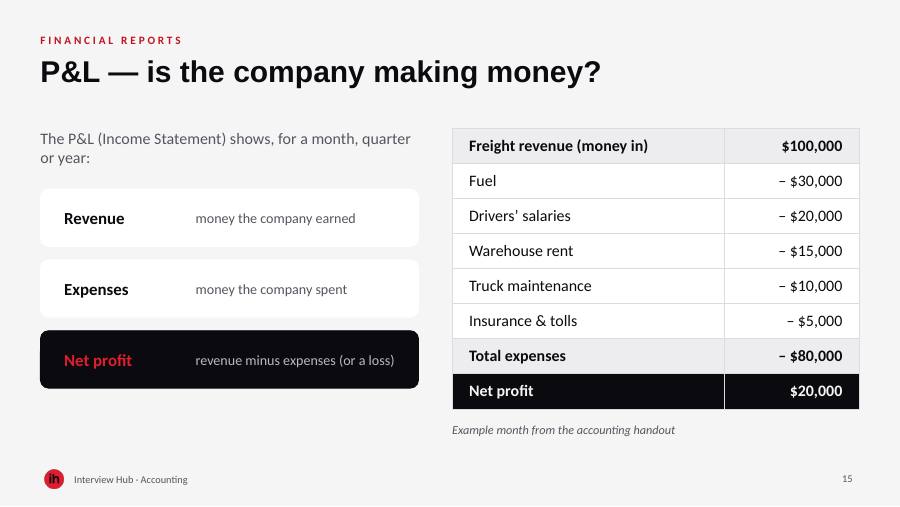 FINANCIAL REPORTS
P&L — is the company making money?
The P&L (Income Statement) shows, for a month, quarter
or year:
Revenue money the company earned
Expenses money the company spent
Net profit revenue minus expenses (or a loss)
Freight revenue (money in) $100,000
Fuel – $30,000
Drivers’ salaries – $20,000
Warehouse rent – $15,000
Truck maintenance – $10,000
Insurance & tolls – $5,000
Total expenses – $80,000
Net profit $20,000
Example month from the accounting handout
ih Interview Hub · Accounting
15